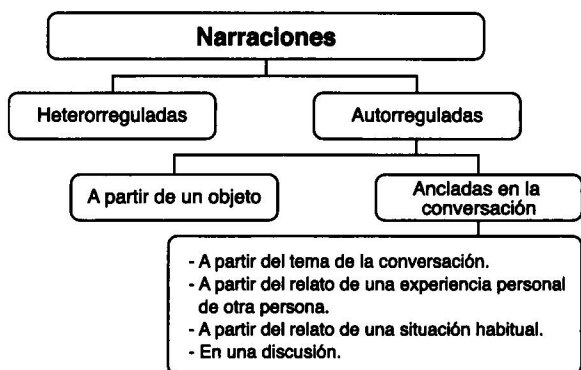 Narraciones
Heterorreguladas
Autorreguladas
A partir de un objeto
Ancladas en la
conversación
- A partir del tema de la conversación.
- A partir del relato de una experiencia personal
de otra persona.
- A partir del relato de una situación habitual.
- En una discusión.